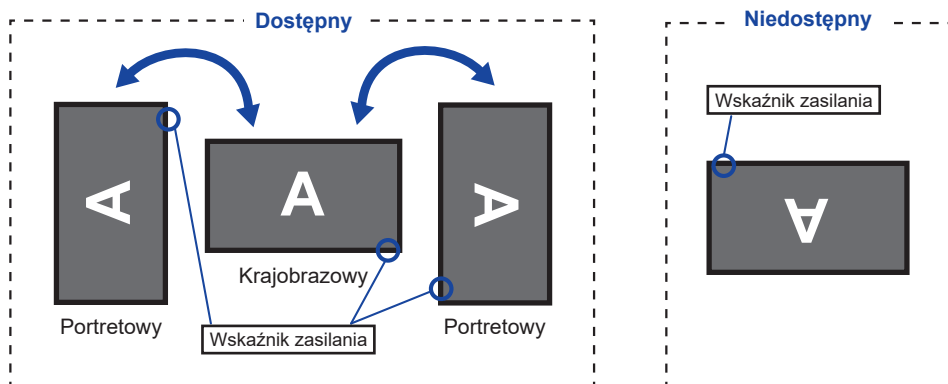 Dostępny
Niedostępny
Wskaźnik zasilania
A
A
A
A
Krajobrazowy
Portretowy
Wskaźnik zasilania
Portretowy